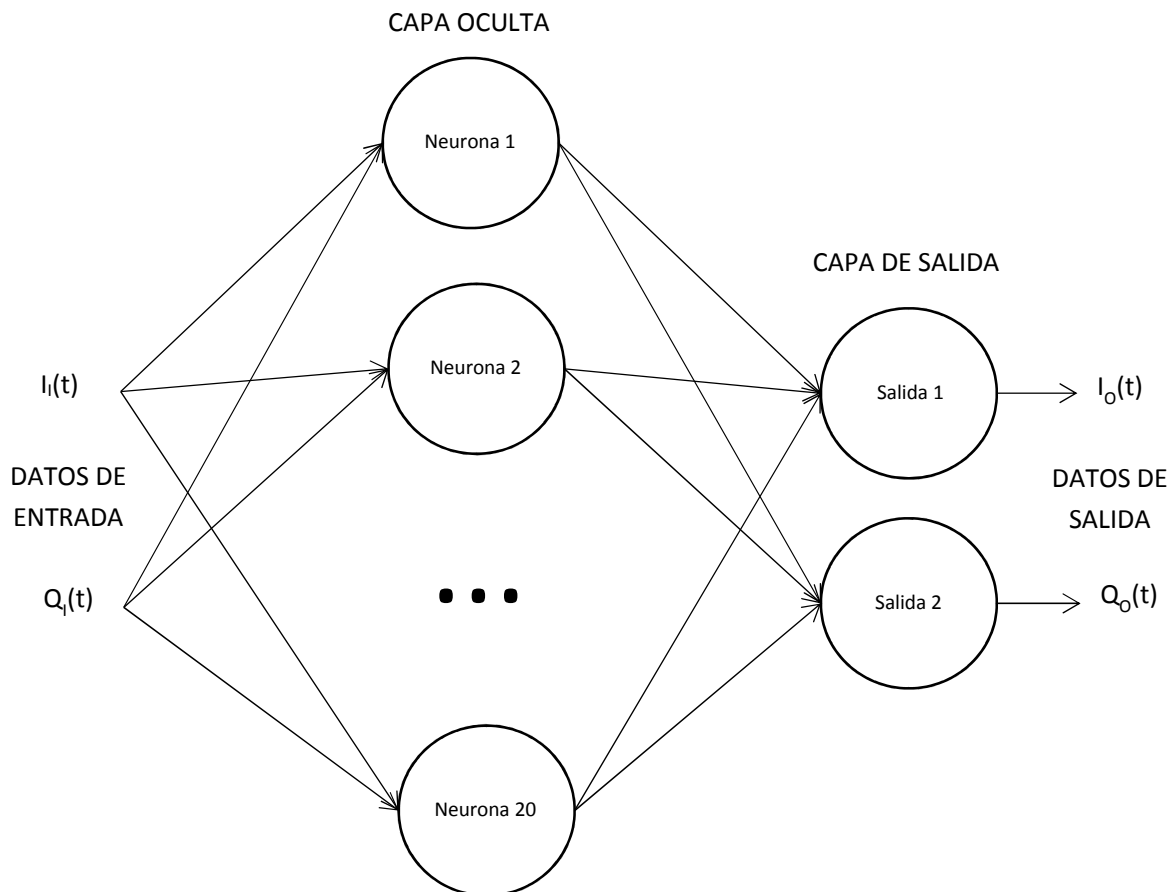 CAPA OCULTA
Neurona 1
CAPA DE SALIDA
Neurona 2
I_I(t)
Salida 1
I_O(t)
DATOS DE
ENTRADA
DATOS DE
SALIDA
Q_I(t)
Salida 2
Q_O(t)
Neurona 20